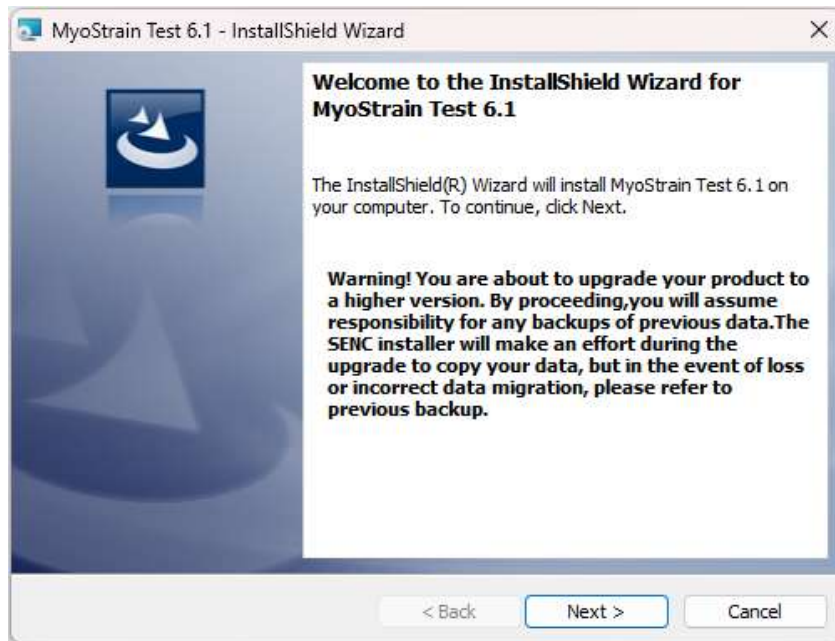 MyoStrain Test 6.1 - InstallShield Wizard
Welcome to the InstallShield Wizard for
MyoStrain Test 6.1
The InstallShield(R) Wizard will install MyoStrain Test 6.1 on
your computer. To continue, click Next.
Warning! You are about to upgrade your product to
a higher version. By proceeding,you will assume
responsibility for any backups of previous data.The
SENC installer will make an effort during the
upgrade to copy your data, but in the event of loss
or incorrect data migration, please refer to
previous backup.
< Back Next > Cancel